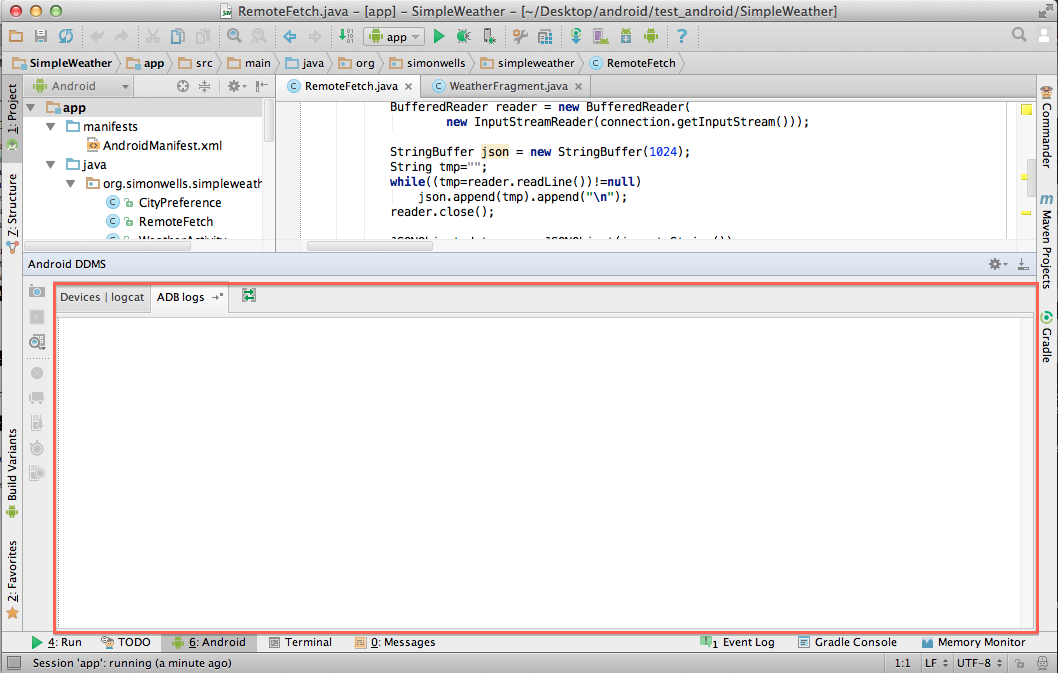 RemoteFetch.java – [app] – SimpleWeather – [~/Desktop/android/test_android/SimpleWeather]
app
SimpleWeather app src main java org simonwells simpleweather RemoteFetch
1: Project
Z: Structure
Build Variants
2: Favorites
Android
app
manifests
AndroidManifest.xml
java
org.simonwells.simpleweath
CityPreference
RemoteFetch
WeatherActivity
RemoteFetch.java WeatherFragment.java
BufferedReader reader = new BufferedReader(
new InputStreamReader(connection.getInputStream()));
StringBuffer json = new StringBuffer(1024);
String tmp="";
while((tmp=reader.readLine())!=null)
json.append(tmp).append("\n");
reader.close();
Commander
Maven Projects
Gradle
Android DDMS
Devices | logcat ADB logs
4: Run TODO 6: Android Terminal 0: Messages 1 Event Log Gradle Console Memory Monitor
Session 'app': running (a minute ago) 1:1 LF UTF-8